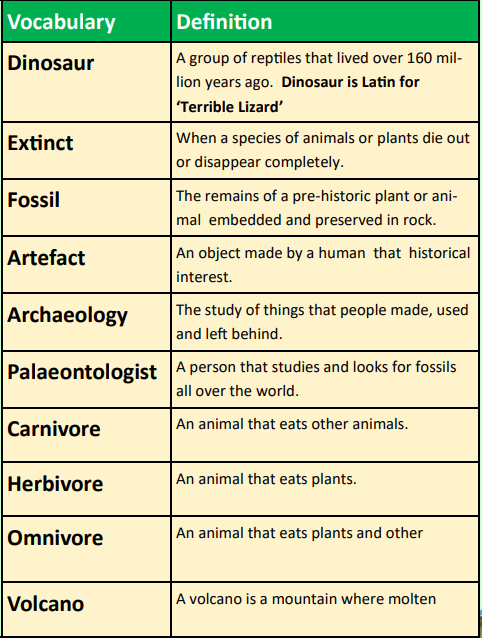 Vocabulary Definition
Dinosaur
A group of reptiles that lived over 160 mil-
lion years ago.  Dinosaur is Latin for
‘Terrible Lizard’
Extinct
When a species of animals or plants die out
or disappear completely.
Fossil
The remains of a pre-historic plant or ani-
mal  embedded and preserved in rock.
Artefact
An object made by a human  that  historical
interest.
Archaeology
The study of things that people made, used
and left behind.
Palaeontologist
A person that studies and looks for fossils
all over the world.
Carnivore
An animal that eats other animals.
Herbivore
An animal that eats plants.
Omnivore
An animal that eats plants and other
Volcano
A volcano is a mountain where molten